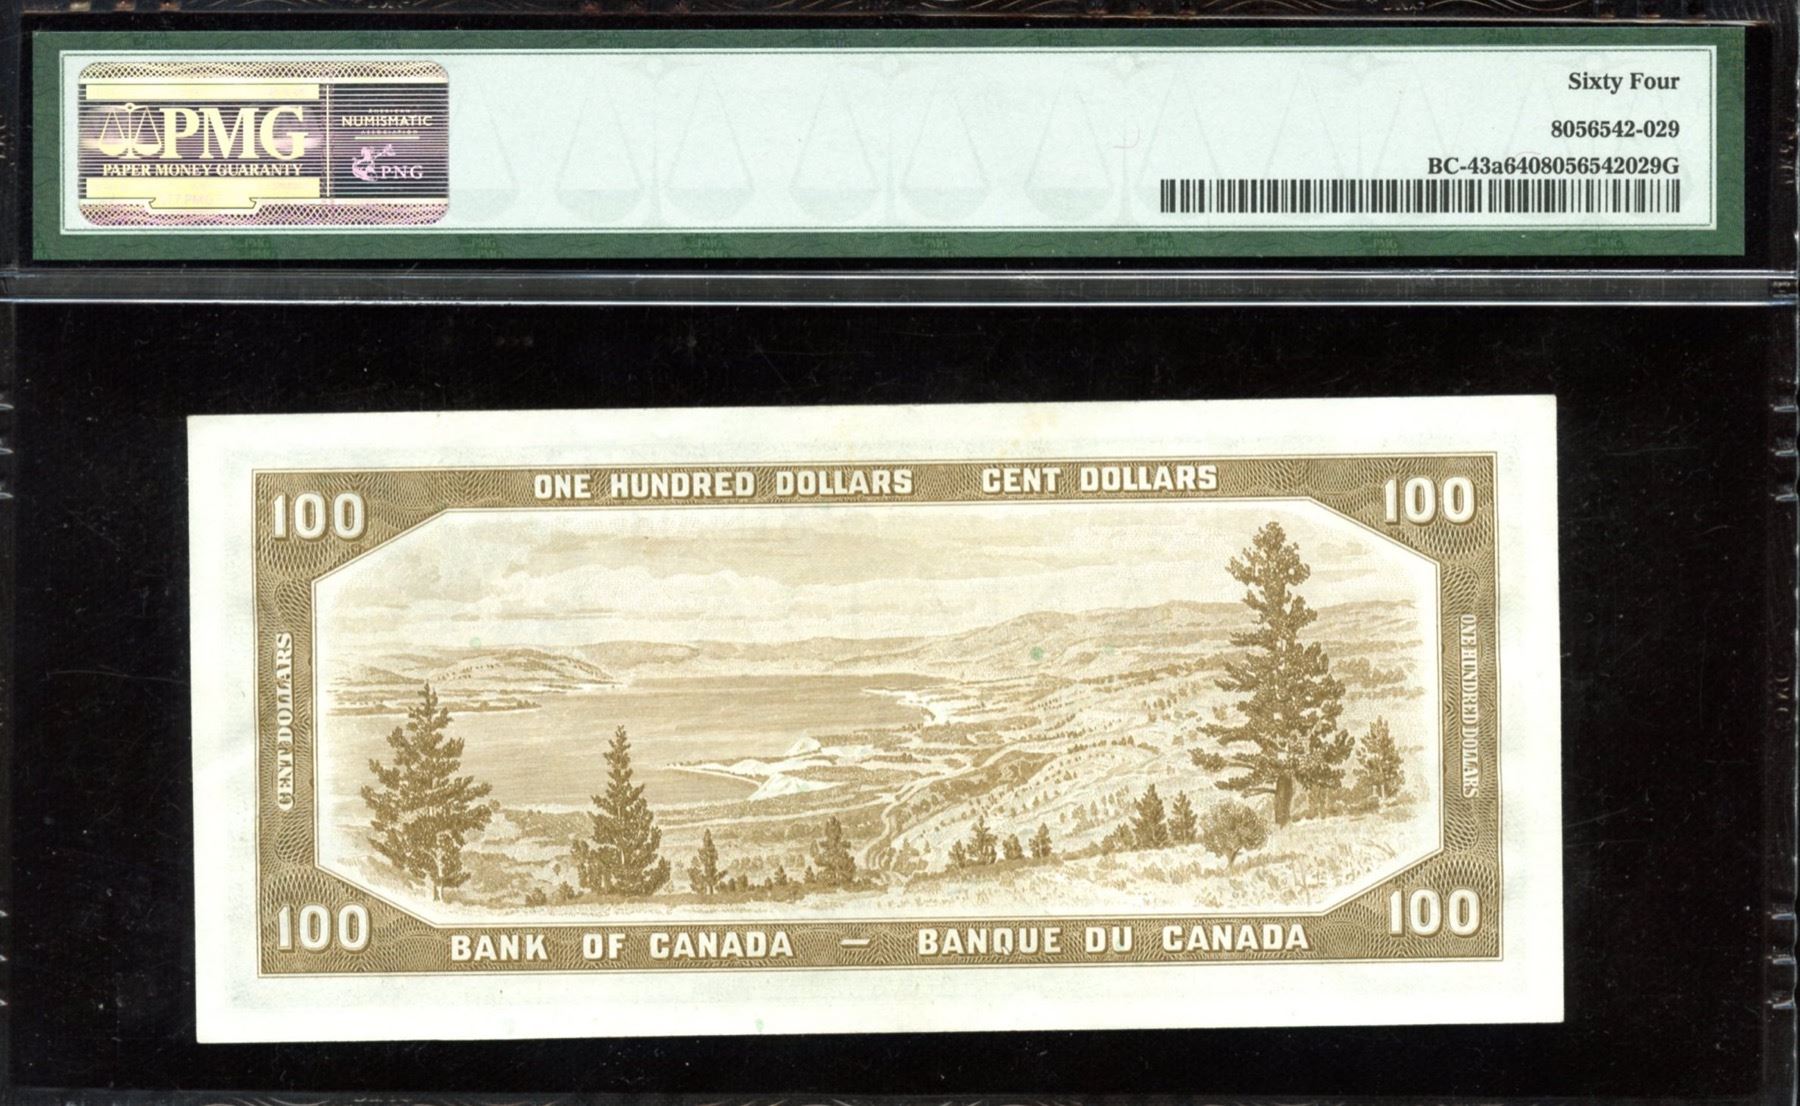 Sixty Four
8056542-029
BC-43a6408056542029G
PMG
PAPER MONEY GUARANTY
NUMISMATIC
ASSOCIATION
PNG
ONE HUNDRED DOLLARS CENT DOLLARS
100
100
CENT DOLLARS
ONE HUNDRED DOLLARS
100
100
BANK OF CANADA — BANQUE DU CANADA